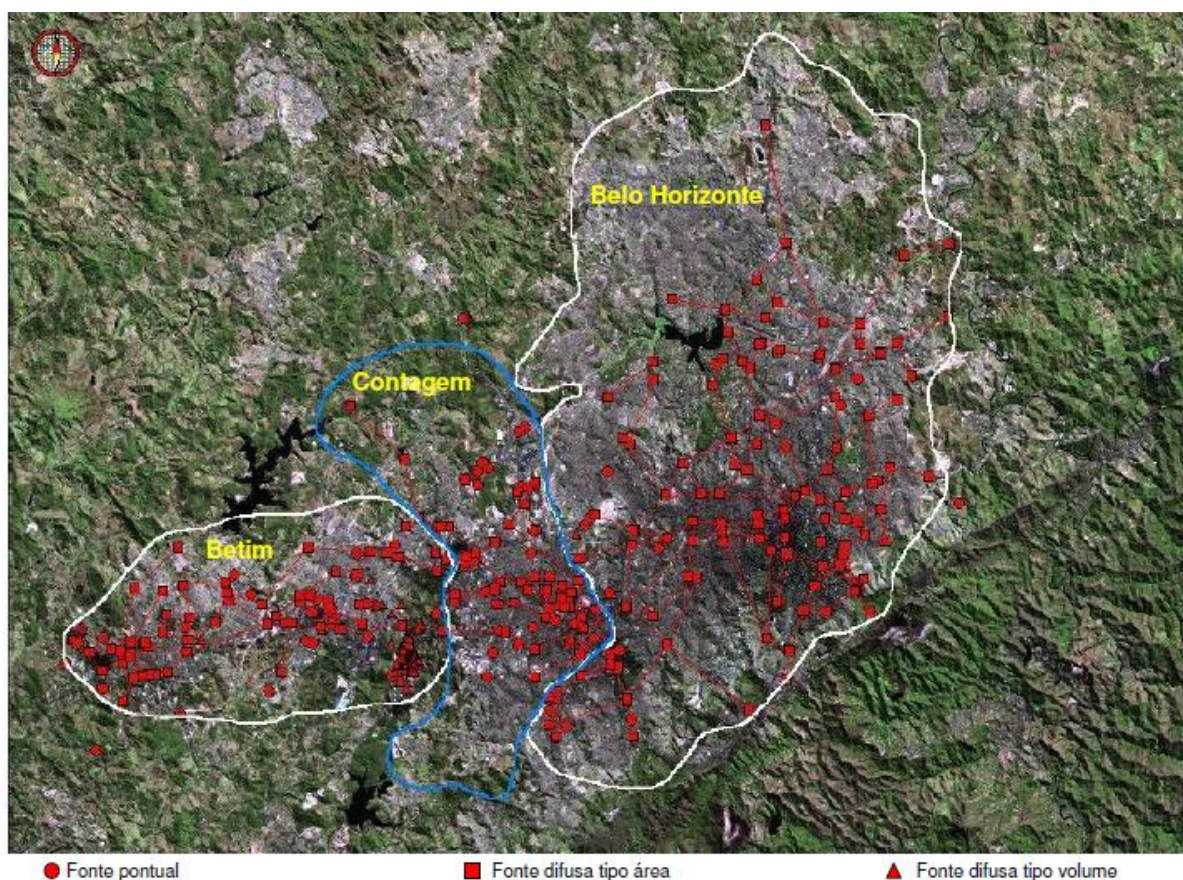 Belo Horizonte
Contagem
Betim
Fonte pontual
Fonte difusa tipo área
Fonte difusa tipo volume